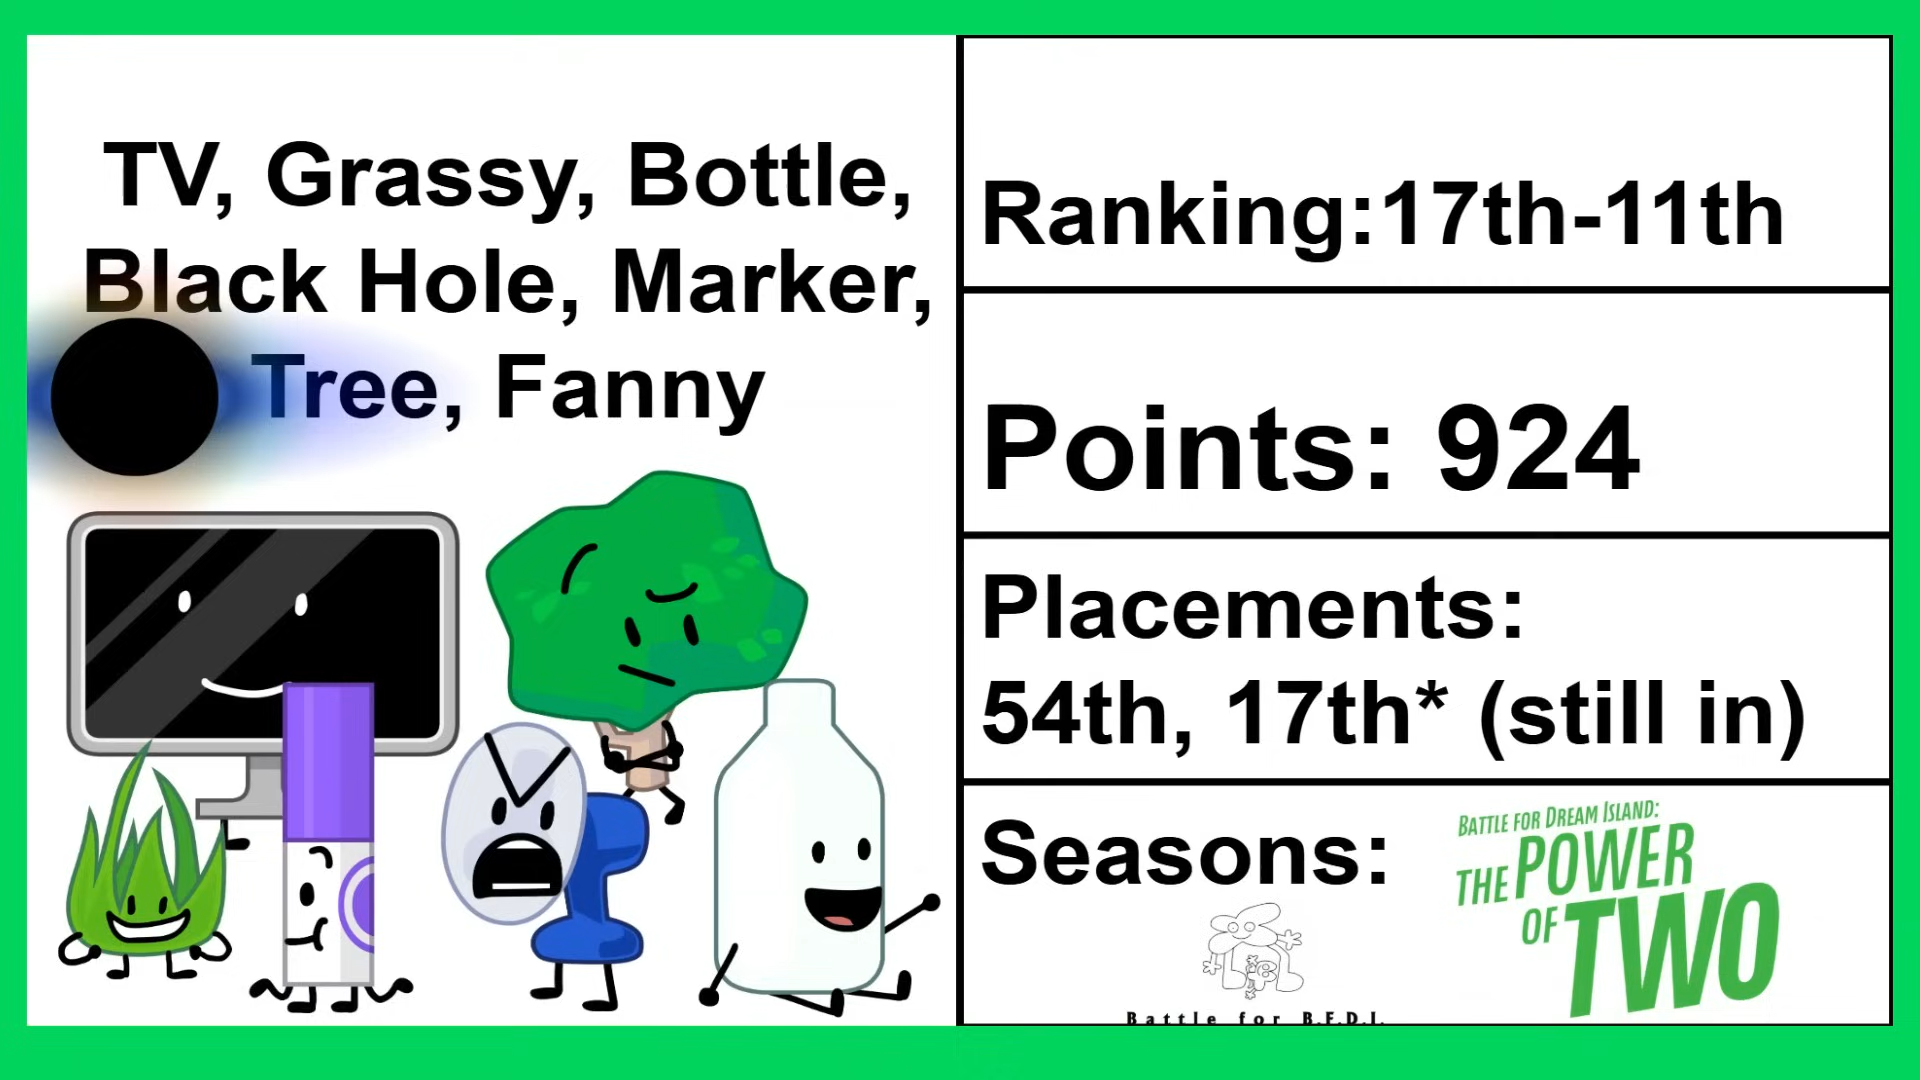 TV, Grassy, Bottle,
Black Hole, Marker,
Tree, Fanny
Ranking:17th-11th
Points: 924
Placements:
54th, 17th* (still in)
Seasons:
BATTLE FOR DREAM ISLAND:
THE POWER
OF TWO
Battle for B.F.D.I.